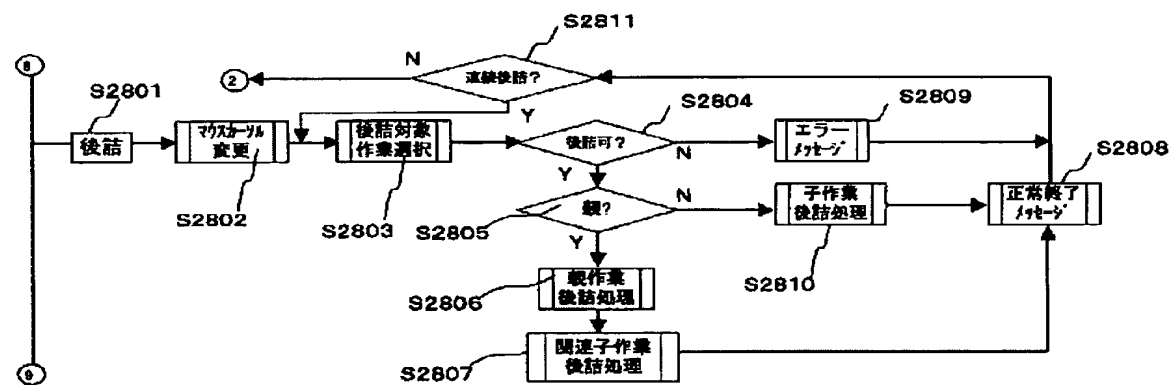 S2811
8
N
2
連続後詰?
S2801
Y
S2804
S2809
後詰
マウスカーソル
変更
後詰対象
作業選択
後詰可?
N
エラー
メッセージ
S2808
S2802
S2803
Y
S2805
親?
N
子作業
後詰処理
正常終了
メッセージ
Y
S2810
S2806
親作業
後詰処理
S2807
関連子作業
後詰処理
9